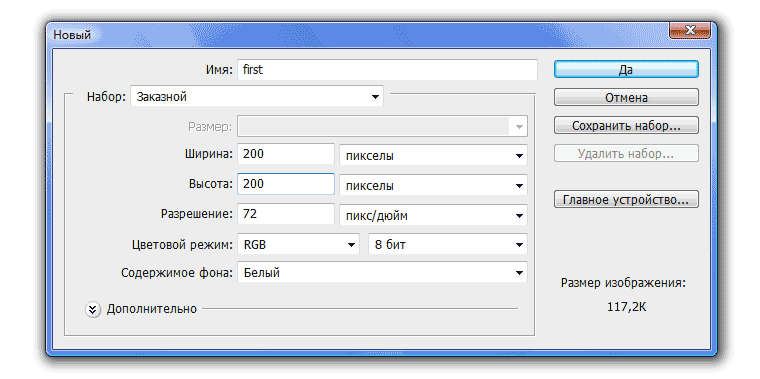 Новый
Имя: first
Да
Набор: Заказной
Отмена
Размер:
Сохранить набор...
Ширина: 200 пикселы
Удалить набор...
Высота: 200 пикселы
Главное устройство...
Разрешение: 72 пикс/дюйм
Цветовой режим: RGB 8 бит
Содержимое фона: Белый
Размер изображения:
117,2K
Дополнительно